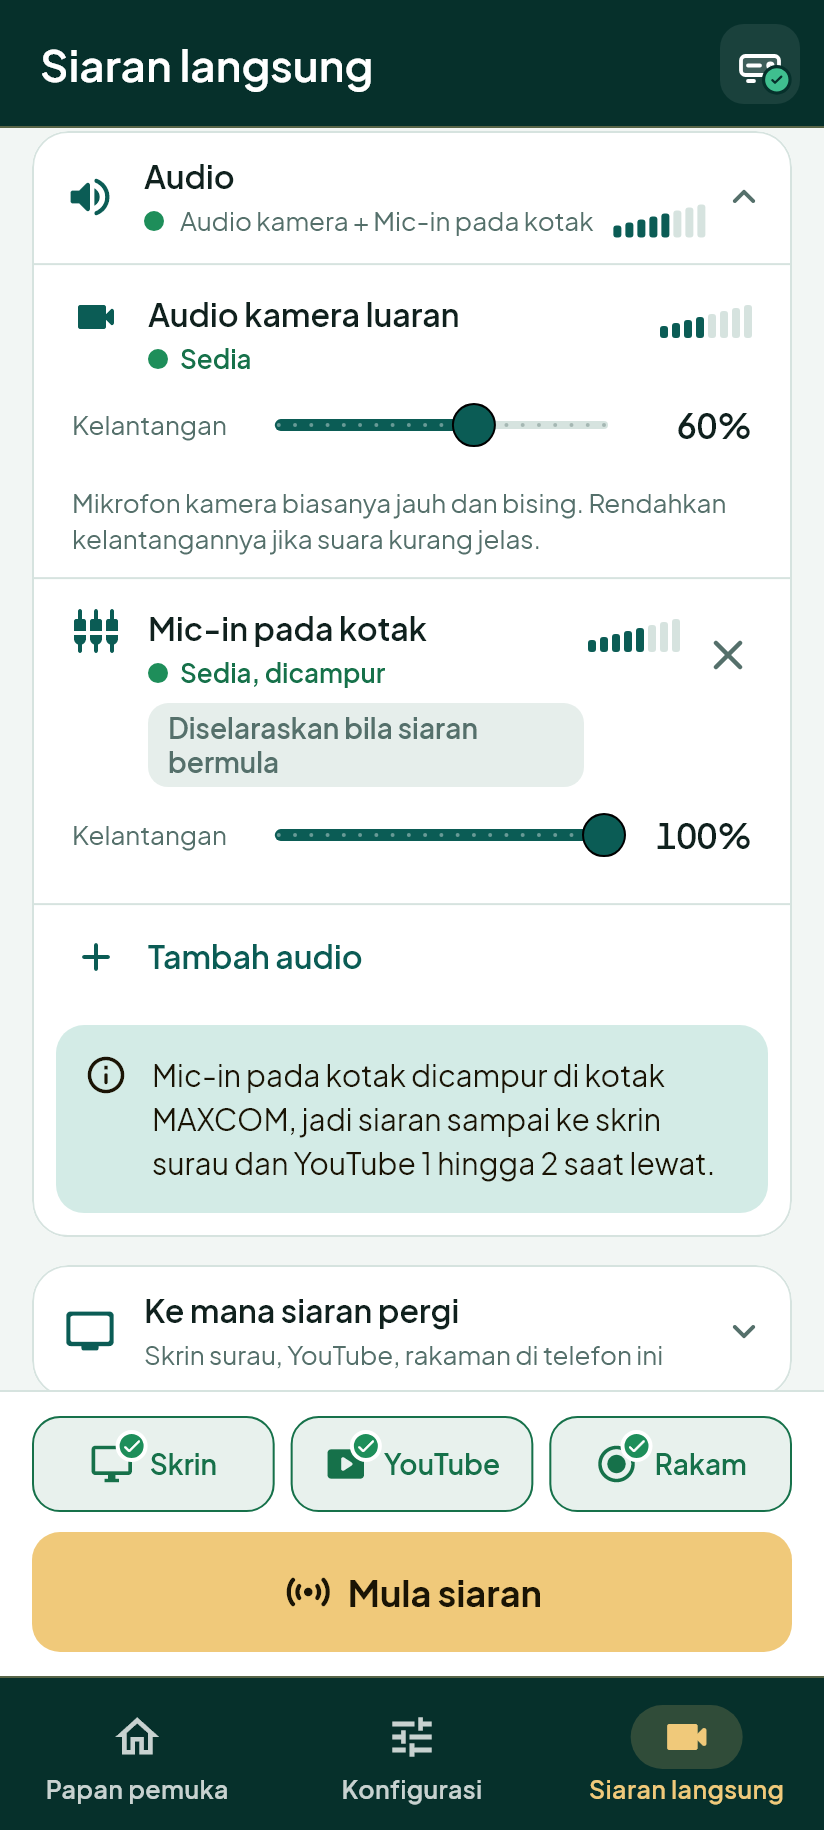 Siaran langsung
Audio
Audio kamera + Mic-in pada kotak
Audio kamera luaran
Sedia
Kelantangan
60%
Mikrofon kamera biasanya jauh dan bising. Rendahkan
kelantangannya jika suara kurang jelas.
Mic-in pada kotak
Sedia, dicampur
Diselaraskan bila siaran
bermula
Kelantangan
100%
Tambah audio
Mic-in pada kotak dicampur di kotak
MAXCOM, jadi siaran sampai ke skrin
surau dan YouTube 1 hingga 2 saat lewat.
Ke mana siaran pergi
Skrin surau, YouTube, rakaman di telefon ini
Skrin
YouTube
Rakam
Mula siaran
Papan pemuka
Konfigurasi
Siaran langsung